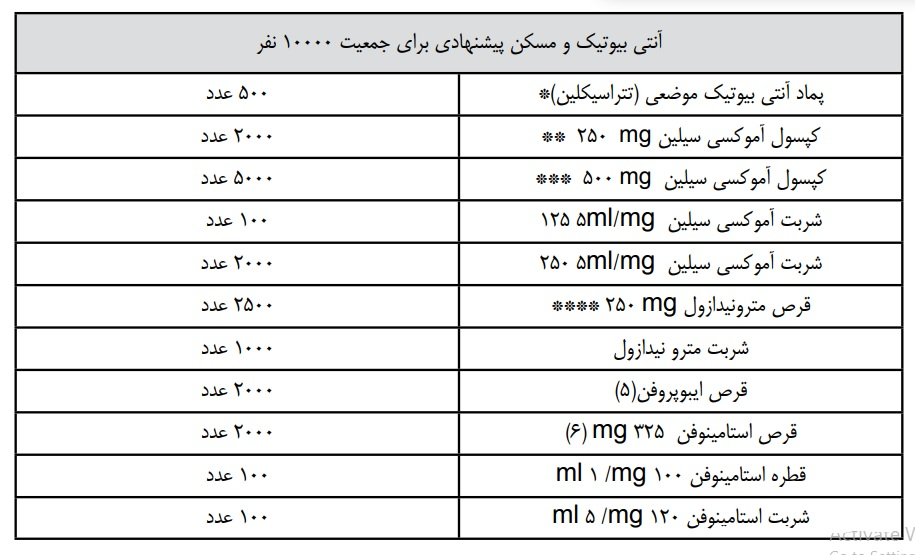 آنتی بیوتیک و مسکن پیشنهادی برای جمعیت ۱۰۰۰۰ نفر
پماد آنتی بیوتیک موضعی (تتراسیکلین)* ۵۰۰ عدد
کپسول آموکسی سیلین ۲۵۰ mg ** ۲۰۰۰ عدد
کپسول آموکسی سیلین ۵۰۰ mg *** ۵۰۰۰ عدد
شربت آموکسی سیلین ۱۲۵ ۵ml/mg ۱۰۰ عدد
شربت آموکسی سیلین ۲۵۰ ۵ml/mg ۲۰۰۰ عدد
قرص مترونیدازول ۲۵۰ mg **** ۲۵۰۰ عدد
شربت مترو نیدازول ۱۰۰۰ عدد
قرص ایبوپروفن(۵) ۲۰۰۰ عدد
قرص استامینوفن ۳۲۵ mg (۶) ۲۰۰۰ عدد
قطره استامینوفن ۱۰۰ mg/ ۱ ml ۱۰۰ عدد
شربت استامینوفن ۱۲۰ mg/ ۵ ml ۱۰۰ عدد